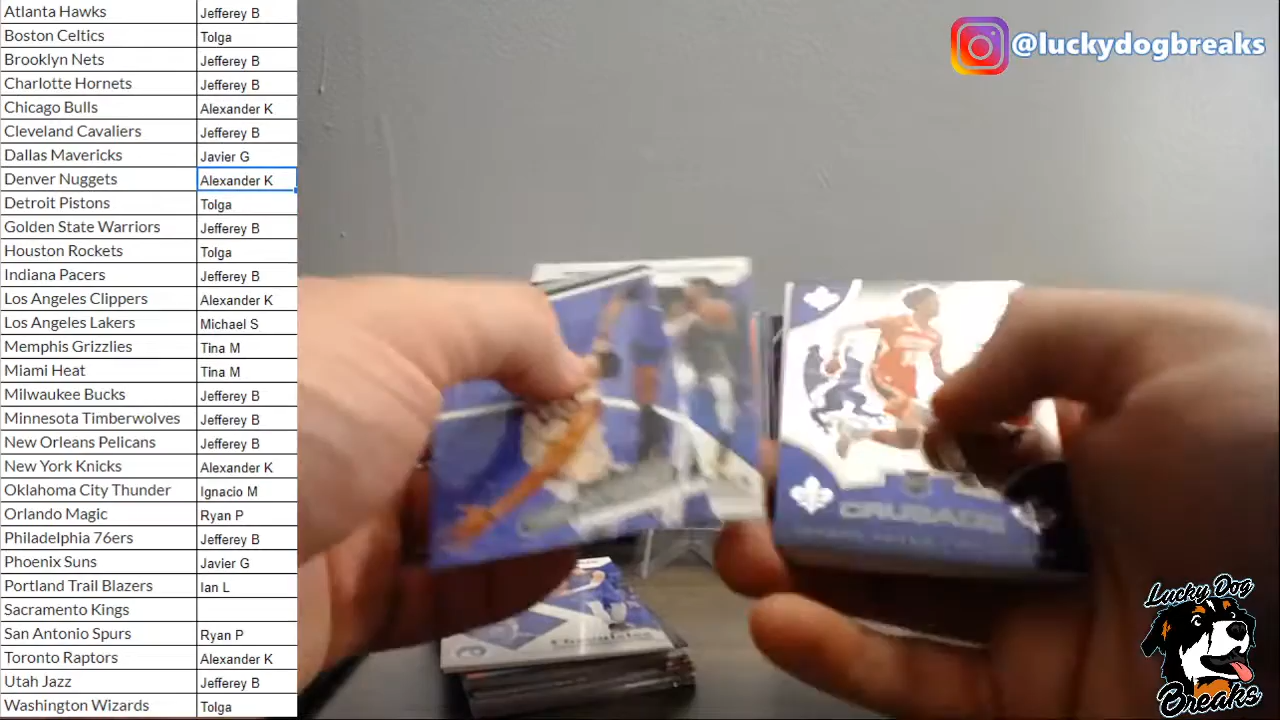 Atlanta Hawks Jefferey B
Boston Celtics Tolga
Brooklyn Nets Jefferey B
Charlotte Hornets Jefferey B
Chicago Bulls Alexander K
Cleveland Cavaliers Jefferey B
Dallas Mavericks Javier G
Denver Nuggets Alexander K
Detroit Pistons Tolga
Golden State Warriors Jefferey B
Houston Rockets Tolga
Indiana Pacers Jefferey B
Los Angeles Clippers Alexander K
Los Angeles Lakers Michael S
Memphis Grizzlies Tina M
Miami Heat Tina M
Milwaukee Bucks Jefferey B
Minnesota Timberwolves Jefferey B
New Orleans Pelicans Jefferey B
New York Knicks Alexander K
Oklahoma City Thunder Ignacio M
Orlando Magic Ryan P
Philadelphia 76ers Jefferey B
Phoenix Suns Javier G
Portland Trail Blazers Ian L
Sacramento Kings
San Antonio Spurs Ryan P
Toronto Raptors Alexander K
Utah Jazz Jefferey B
Washington Wizards Tolga
@luckydogbreaks
CRUSADE
Chronicles
Lucky Dog
Breaks